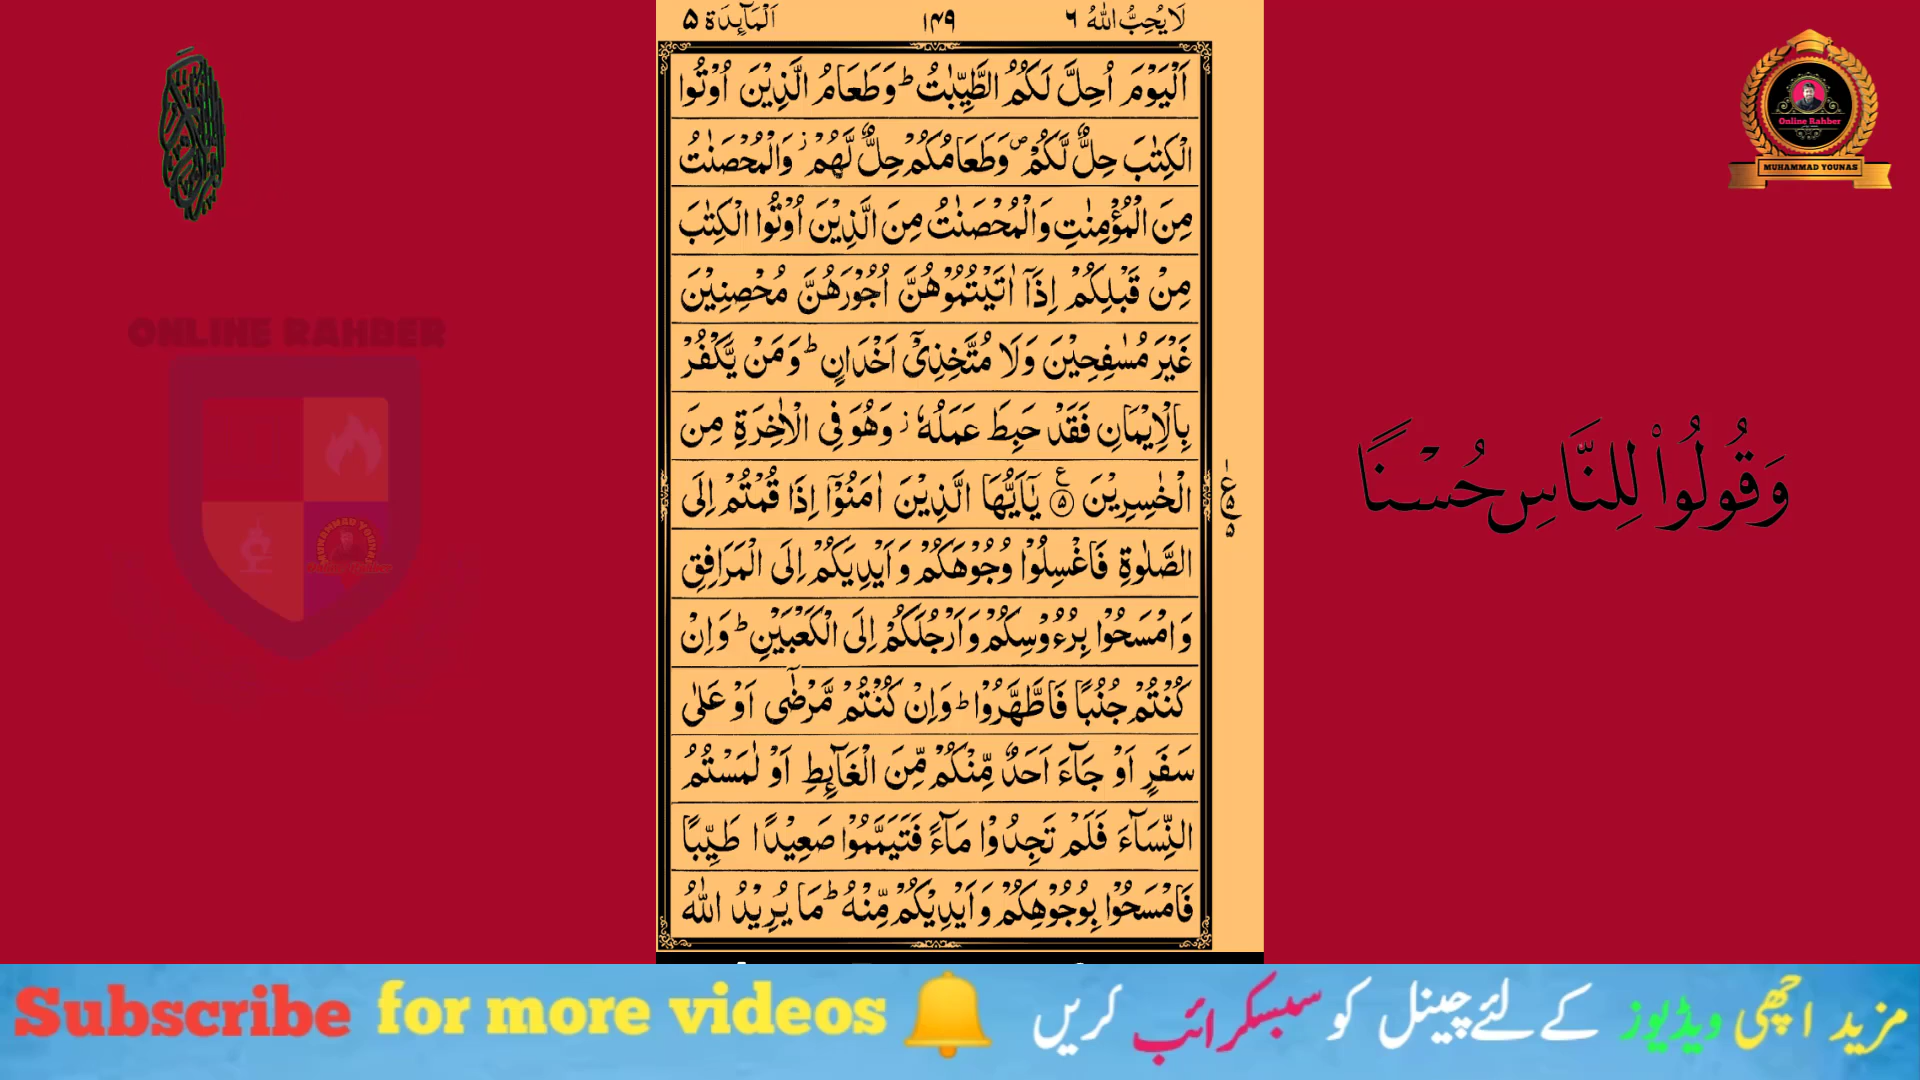 لَا يُحِبُّ اللّٰهُ ٦
١٤٩
اَلْمَآئِدَة ٥
اَلْيَوْمَ اُحِلَّ لَكُمُ الطَّيِّبٰتُ ؕ وَطَعَامُ الَّذِيْنَ اُوْتُوا
الْكِتٰبَ حِلٌّ لَّكُمْ ۪ وَطَعَامُكُمْ حِلٌّ لَّهُمْ ؗ وَالْمُحْصَنٰتُ
مِنَ الْمُؤْمِنٰتِ وَالْمُحْصَنٰتُ مِنَ الَّذِيْنَ اُوْتُوا الْكِتٰبَ
مِنْ قَبْلِكُمْ اِذَاۤ اٰتَيْتُمُوْهُنَّ اُجُوْرَهُنَّ مُحْصِنِيْنَ
غَيْرَ مُسٰفِحِيْنَ وَلَا مُتَّخِذِيْۤ اَخْدَانٍ ؕ وَمَنْ يَّكْفُرْ
بِالْاِيْمَانِ فَقَدْ حَبِطَ عَمَلُهٗ ؗ وَهُوَ فِي الْاٰخِرَةِ مِنَ
الْخٰسِرِيْنَ ۝٥ ع يٰۤاَيُّهَا الَّذِيْنَ اٰمَنُوْۤا اِذَا قُمْتُمْ اِلَى
الصَّلٰوةِ فَاغْسِلُوْا وُجُوْهَكُمْ وَاَيْدِيَكُمْ اِلَى الْمَرَافِقِ
وَامْسَحُوْا بِرُءُوْسِكُمْ وَاَرْجُلَكُمْ اِلَى الْكَعْبَيْنِ ؕ وَاِنْ
كُنْتُمْ جُنُبًا فَاطَّهَّرُوْا ؕ وَاِنْ كُنْتُمْ مَّرْضٰۤى اَوْ عَلٰى
سَفَرٍ اَوْ جَآءَ اَحَدٌ مِّنْكُمْ مِّنَ الْغَآئِطِ اَوْ لٰمَسْتُمُ
النِّسَآءَ فَلَمْ تَجِدُوْا مَآءً فَتَيَمَّمُوْا صَعِيْدًا طَيِّبًا
فَامْسَحُوْا بِوُجُوْهِكُمْ وَاَيْدِيْكُمْ مِّنْهُ ؕ مَا يُرِيْدُ اللّٰهُ
ع
٥
٥
ONLINE RAHBER
Online Rahber
MUHAMMAD YOUNAS
وَقُولُوا۟ لِلنَّاسِ حُسْنًا
Subscribe for more videos
مزید اچھی ویڈیوز کے لئے چینل کو سبسکرائب کریں